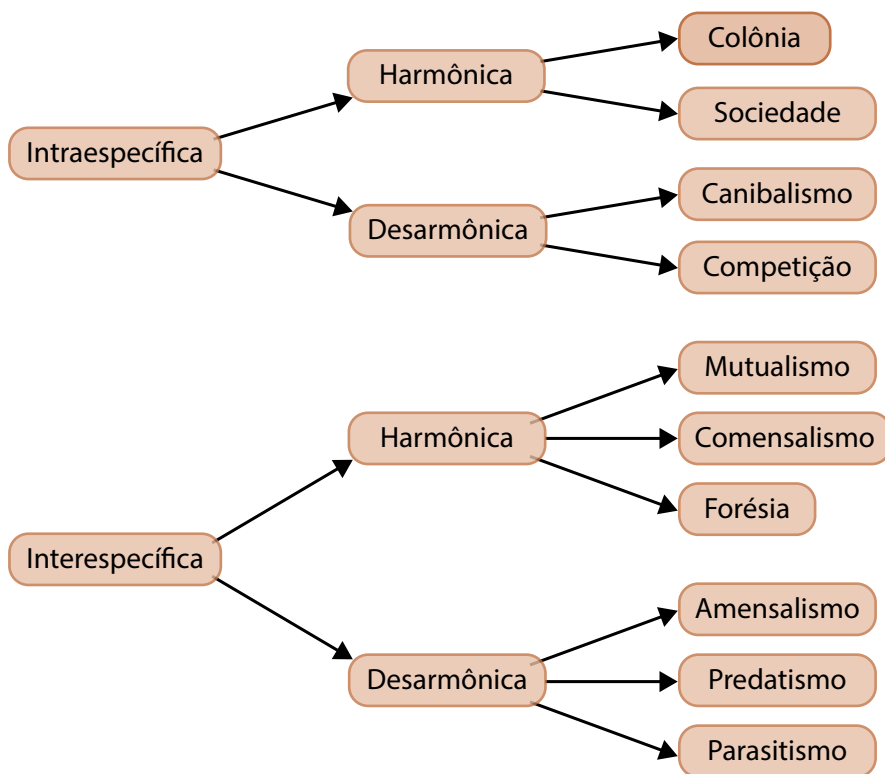 Intraespecífica
Harmônica
Colônia
Sociedade
Desarmônica
Canibalismo
Competição
Interespecífica
Harmônica
Mutualismo
Comensalismo
Forésia
Desarmônica
Amensalismo
Predatismo
Parasitismo